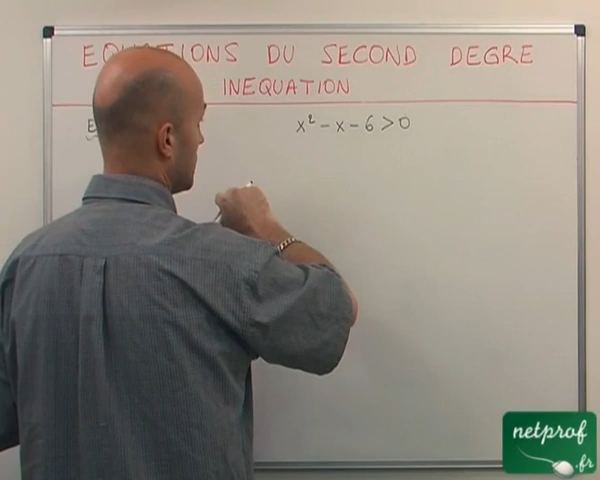 EQUATIONS DU SECOND DEGRE
INEQUATION
x² - x - 6 > 0
netprof
.fr